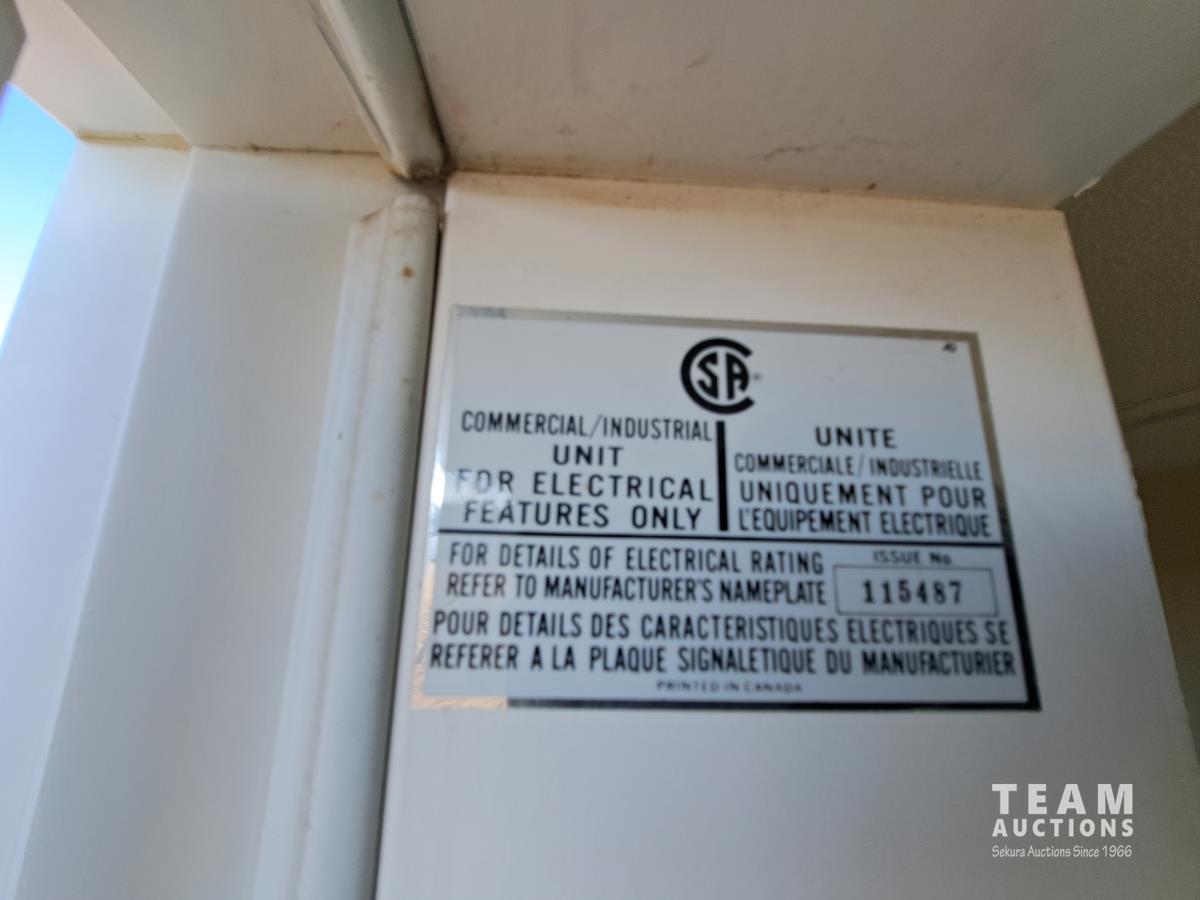 CSA®
COMMERCIAL/INDUSTRIAL
UNIT
FOR ELECTRICAL
FEATURES ONLY
UNITE
COMMERCIALE/INDUSTRIELLE
UNIQUEMENT POUR
L'EQUIPEMENT ELECTRIQUE
FOR DETAILS OF ELECTRICAL RATING
REFER TO MANUFACTURER'S NAMEPLATE
ISSUE No
115487
POUR DETAILS DES CARACTERISTIQUES ELECTRIQUES SE
REFERER A LA PLAQUE SIGNALETIQUE DU MANUFACTURIER
PRINTED IN CANADA
TEAM
AUCTIONS
Sekura Auctions Since 1966